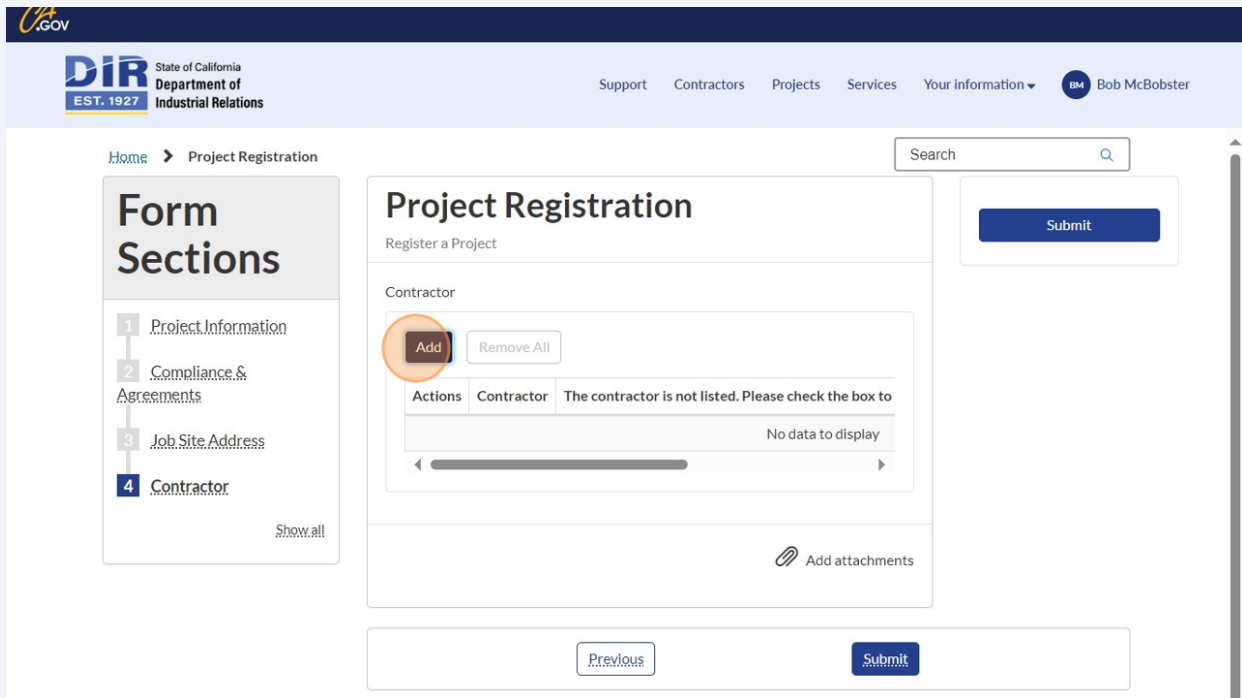 CA.GOV
DIR
EST. 1927
State of California
Department of
Industrial Relations
Support Contractors Projects Services Your information BM Bob McBobster
Home Project Registration
Search
Form
Sections
1 Project Information
2 Compliance &
Agreements
3 Job Site Address
4 Contractor
Show all
Project Registration
Register a Project
Contractor
Add Remove All
Actions Contractor The contractor is not listed. Please check the box to
No data to display
Add attachments
Previous Submit
Submit